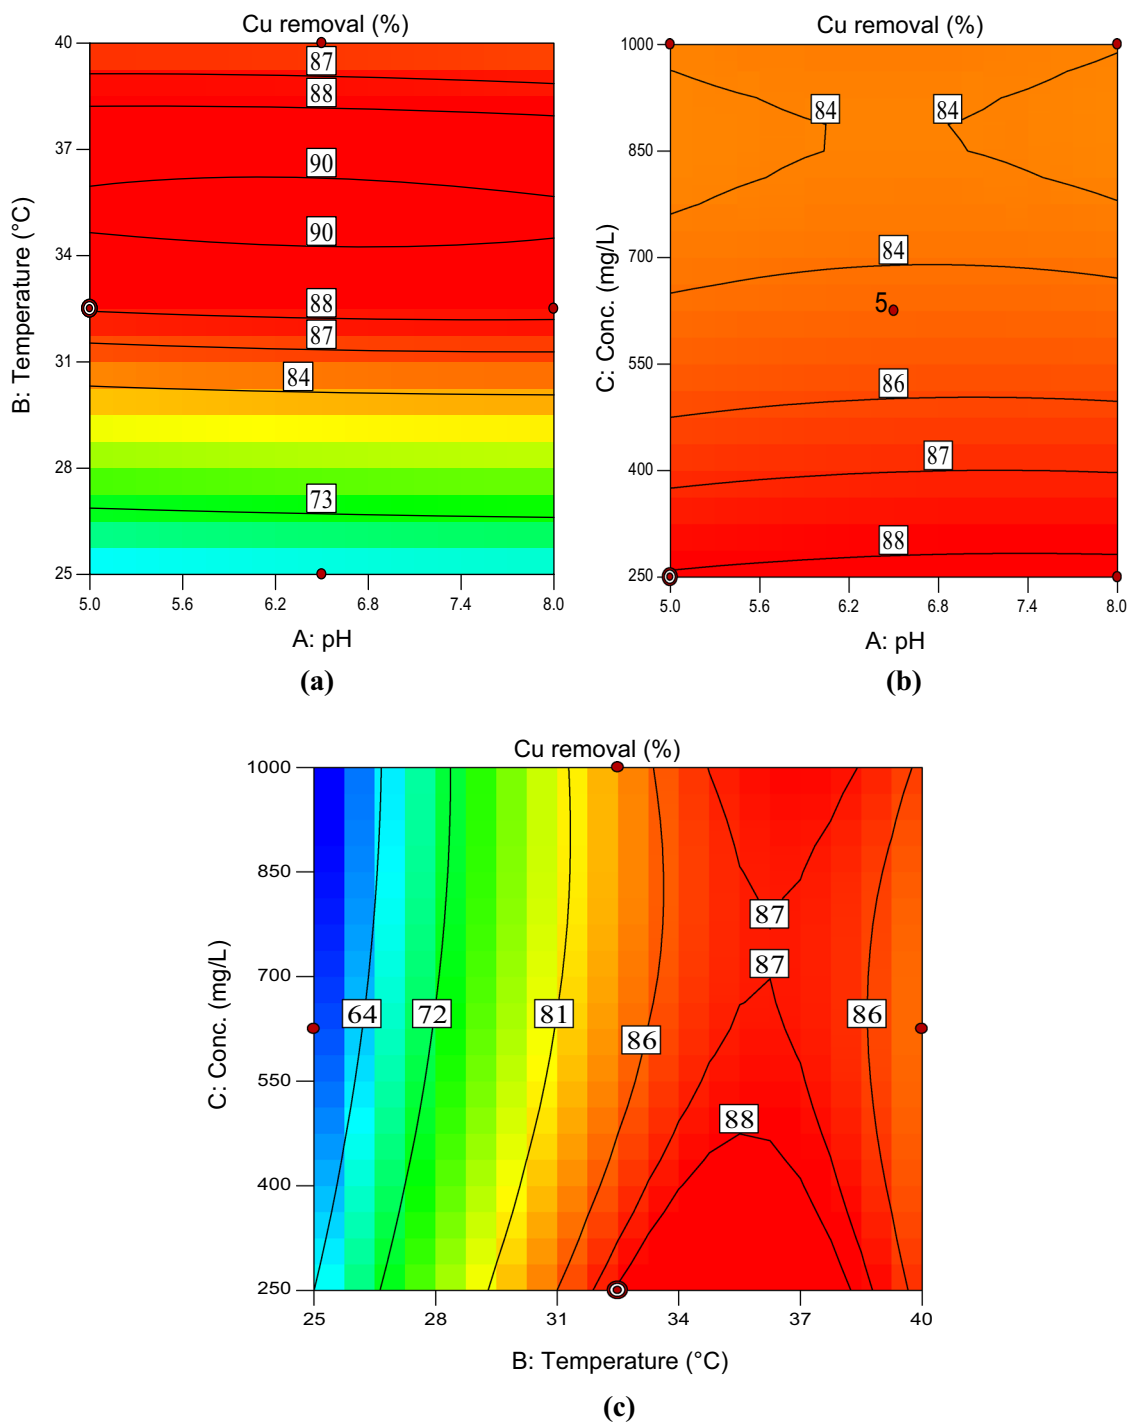 Cu removal (%)
40
37
34
31
28
25
B: Temperature (°C)
87
88
90
90
88
87
84
73
5.0 5.6 6.2 6.8 7.4 8.0
A: pH
(a)
Cu removal (%)
1000
850
700
550
400
250
C: Conc. (mg/L)
84 84
84
5
86
87
88
5.0 5.6 6.2 6.8 7.4 8.0
A: pH
(b)
Cu removal (%)
1000
850
700
550
400
250
C: Conc. (mg/L)
87
87
64 72 81 86 86
88
25 28 31 34 37 40
B: Temperature (°C)
(c)